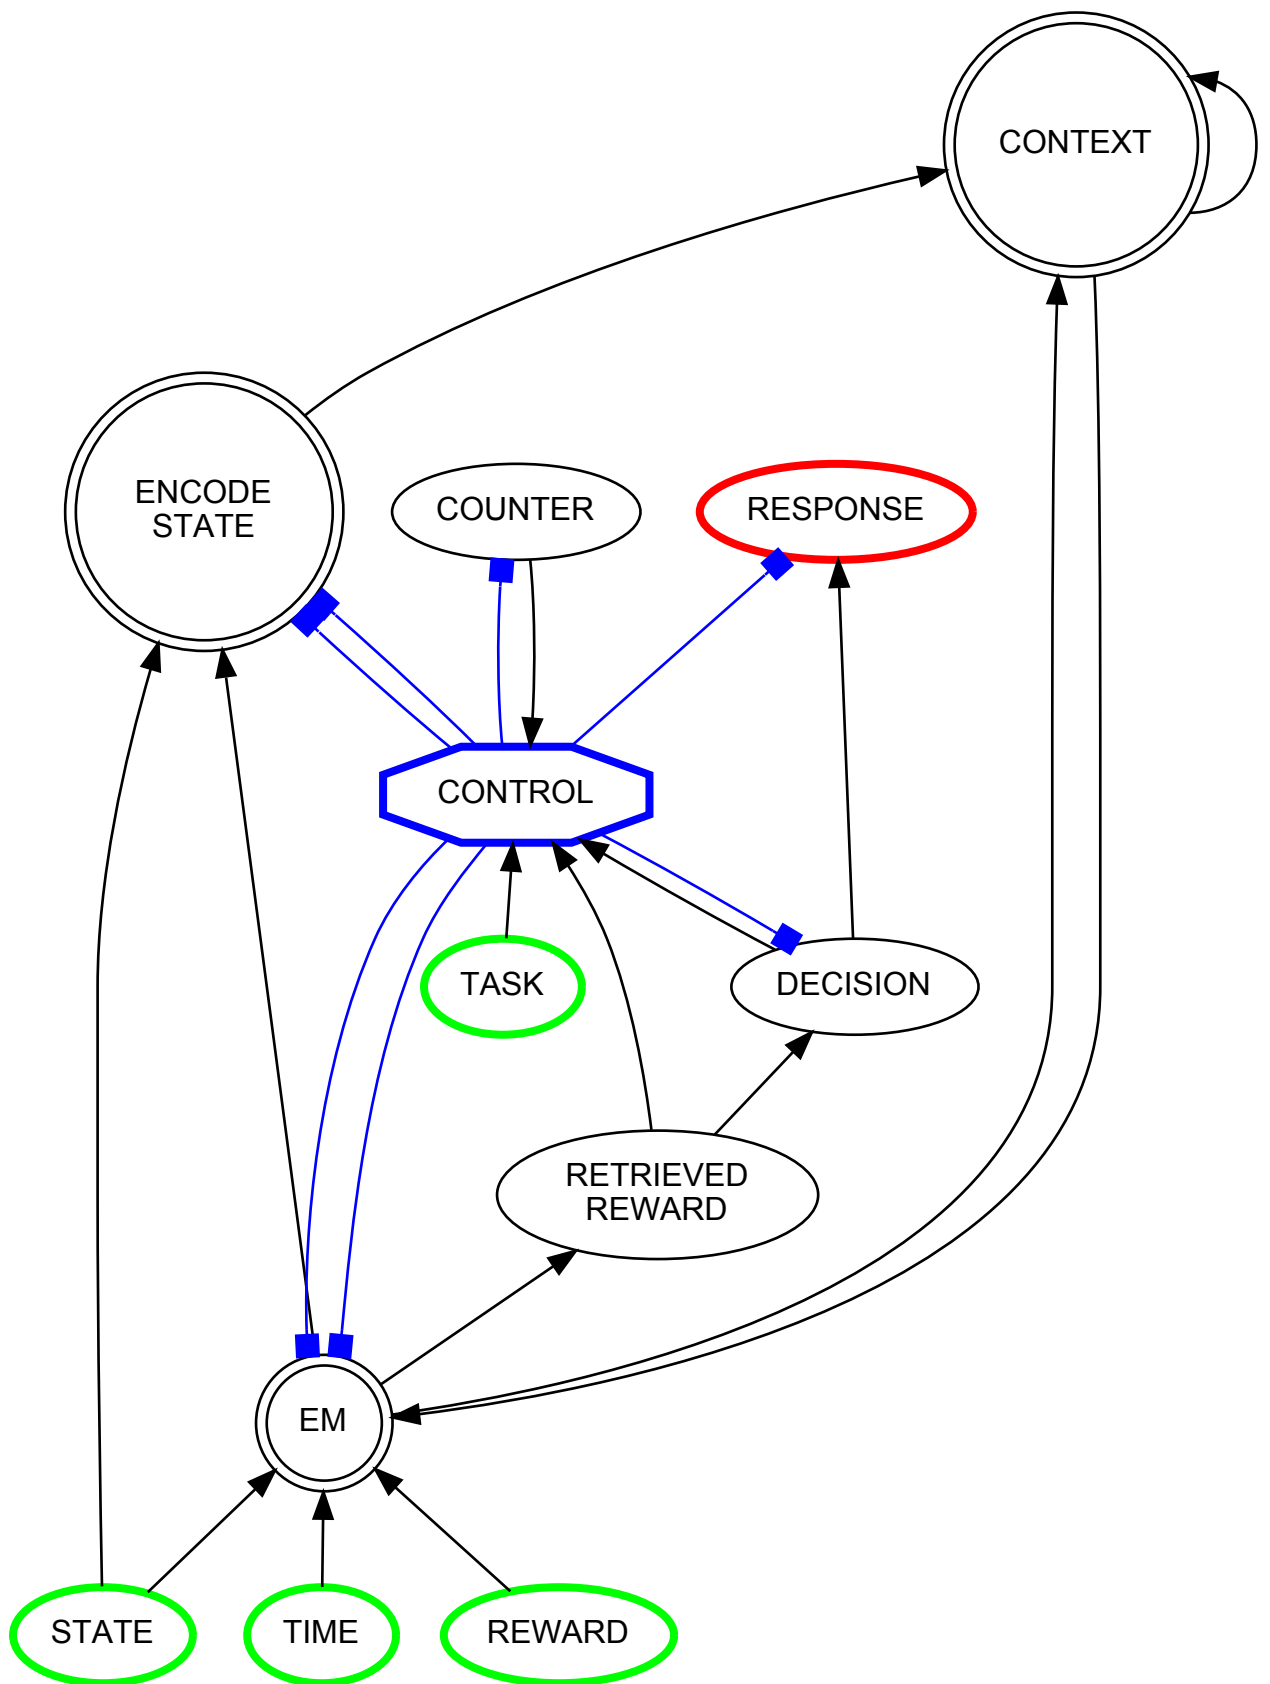 CONTEXT
ENCODE
STATE
COUNTER
RESPONSE
CONTROL
TASK
DECISION
RETRIEVED
REWARD
EM
STATE
TIME
REWARD